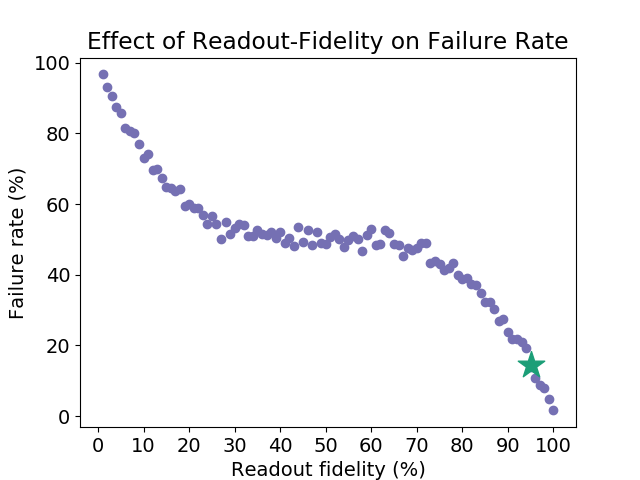 Effect of Readout-Fidelity on Failure Rate
100
80
60
40
20
0
Failure rate (%)
0 10 20 30 40 50 60 70 80 90 100
Readout fidelity (%)